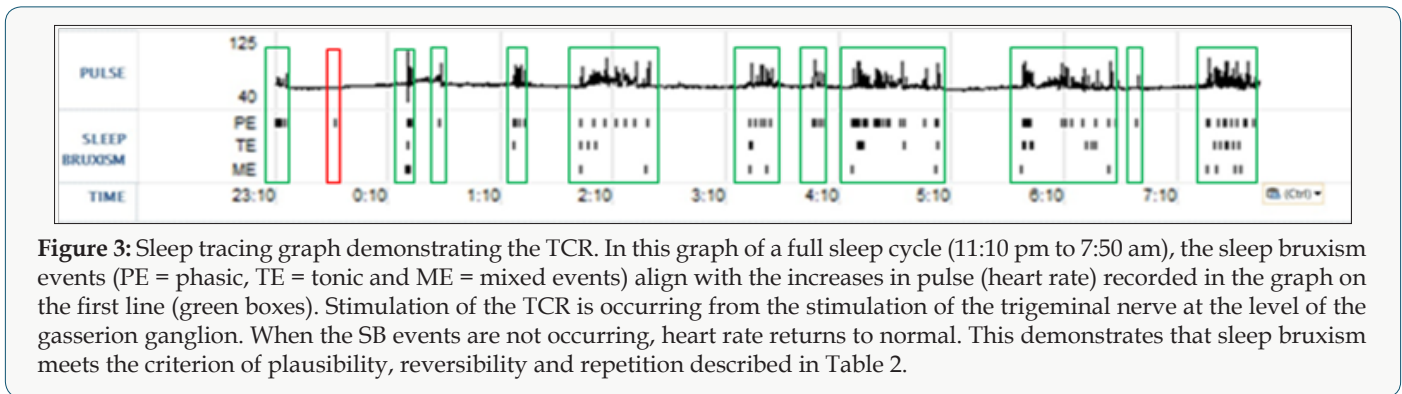 125
PULSE
40
PE
SLEEP TE
BRUXISM
ME
TIME 23:10 0:10 1:10 2:10 3:10 4:10 5:10 6:10 7:10 (Ctrl)
Figure 3: Sleep tracing graph demonstrating the TCR. In this graph of a full sleep cycle (11:10 pm to 7:50 am), the sleep bruxism
events (PE = phasic, TE = tonic and ME = mixed events) align with the increases in pulse (heart rate) recorded in the graph on
the first line (green boxes). Stimulation of the TCR is occurring from the stimulation of the trigeminal nerve at the level of the
gasserion ganglion. When the SB events are not occurring, heart rate returns to normal. This demonstrates that sleep bruxism
meets the criterion of plausibility, reversibility and repetition described in Table 2.